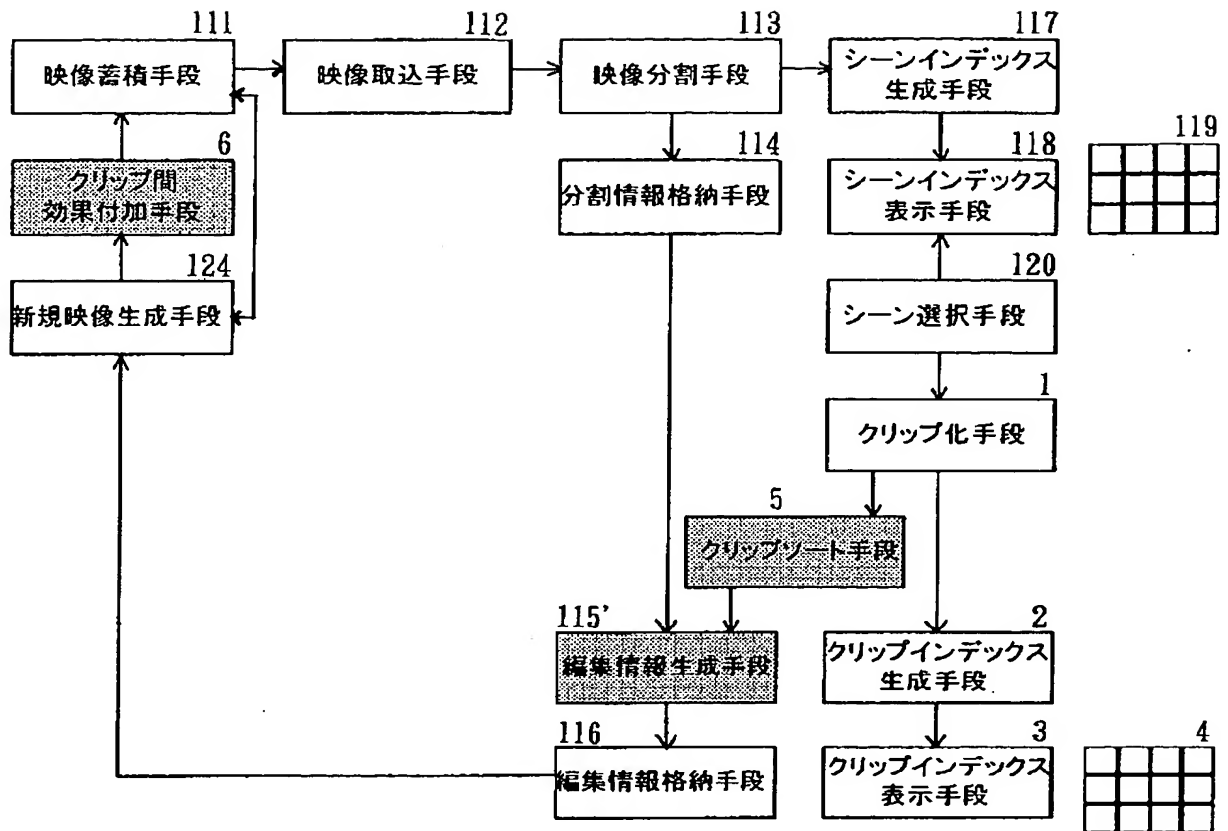 111
映像蓄積手段
112
映像取込手段
113
映像分割手段
117
シーンインデックス
生成手段
6
クリップ間
効果付加手段
114
分割情報格納手段
118
シーンインデックス
表示手段
119
124
新規映像生成手段
120
シーン選択手段
1
クリップ化手段
5
クリップソート手段
115'
編集情報生成手段
2
クリップインデックス
生成手段
116
編集情報格納手段
3
クリップインデックス
表示手段
4